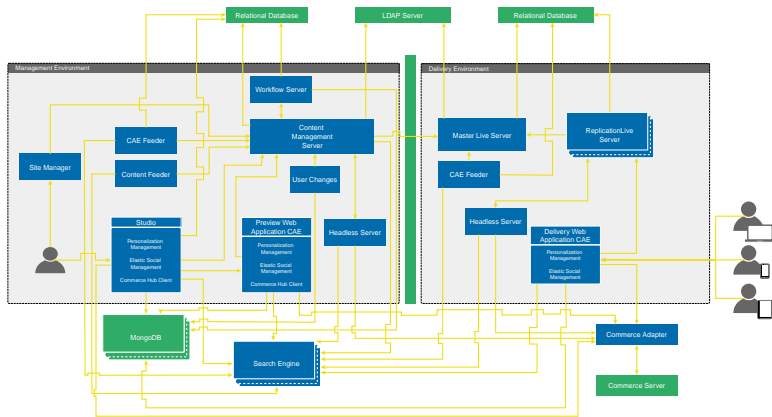 Relational Database
LDAP Server
Relational Database
Management Environment
Delivery Environment
Workflow Server
Content
Management
Server
CAE Feeder
Content Feeder
Site Manager
User Changes
Master Live Server
ReplicationLive
Server
CAE Feeder
Studio
Personalization
Management
Elastic Social
Management
Commerce Hub Client
Preview Web
Application CAE
Personalization
Management
Elastic Social
Management
Commerce Hub Client
Headless Server
Headless Server
Delivery Web
Application CAE
Personalization
Management
Elastic Social
Management
MongoDB
Search Engine
Commerce Adapter
Commerce Server